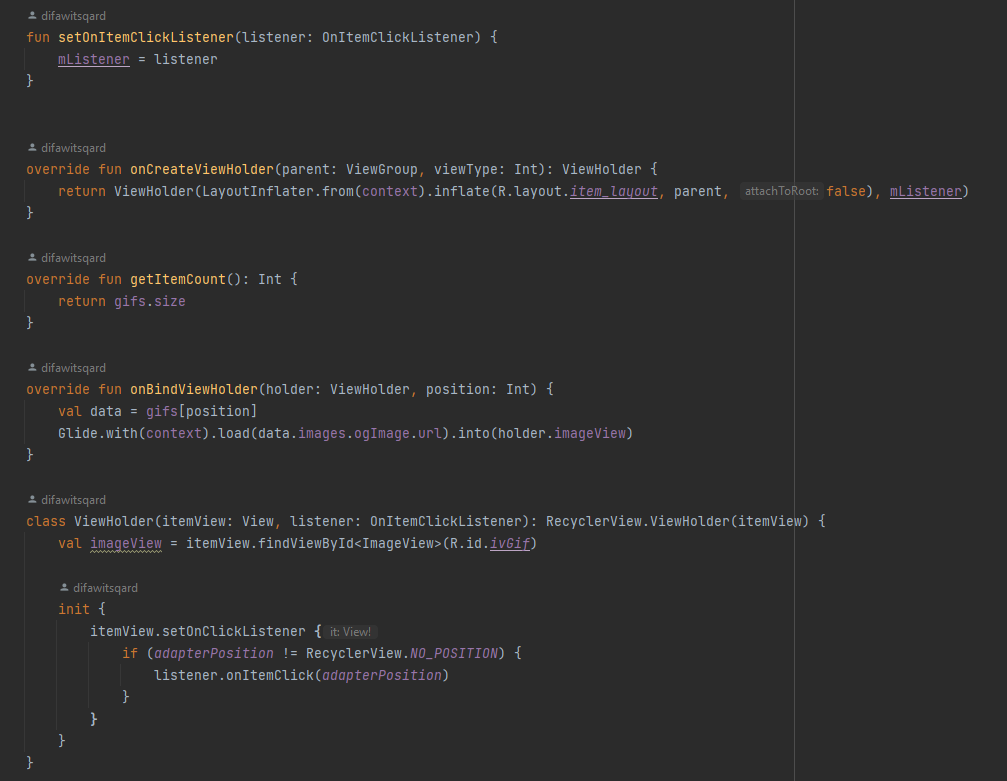 difawitsqard
fun setOnItemClickListener(listener: OnItemClickListener) {
    mListener = listener
}
difawitsqard
override fun onCreateViewHolder(parent: ViewGroup, viewType: Int): ViewHolder {
    return ViewHolder(LayoutInflater.from(context).inflate(R.layout.item_layout, parent, attachToRoot: false), mListener)
}
difawitsqard
override fun getItemCount(): Int {
    return gifs.size
}
difawitsqard
override fun onBindViewHolder(holder: ViewHolder, position: Int) {
    val data = gifs[position]
    Glide.with(context).load(data.images.ogImage.url).into(holder.imageView)
}
difawitsqard
class ViewHolder(itemView: View, listener: OnItemClickListener): RecyclerView.ViewHolder(itemView) {
    val imageView = itemView.findViewById<ImageView>(R.id.ivGif)
    difawitsqard
    init {
        itemView.setOnClickListener { it: View!
            if (adapterPosition != RecyclerView.NO_POSITION) {
                listener.onItemClick(adapterPosition)
            }
        }
    }
}